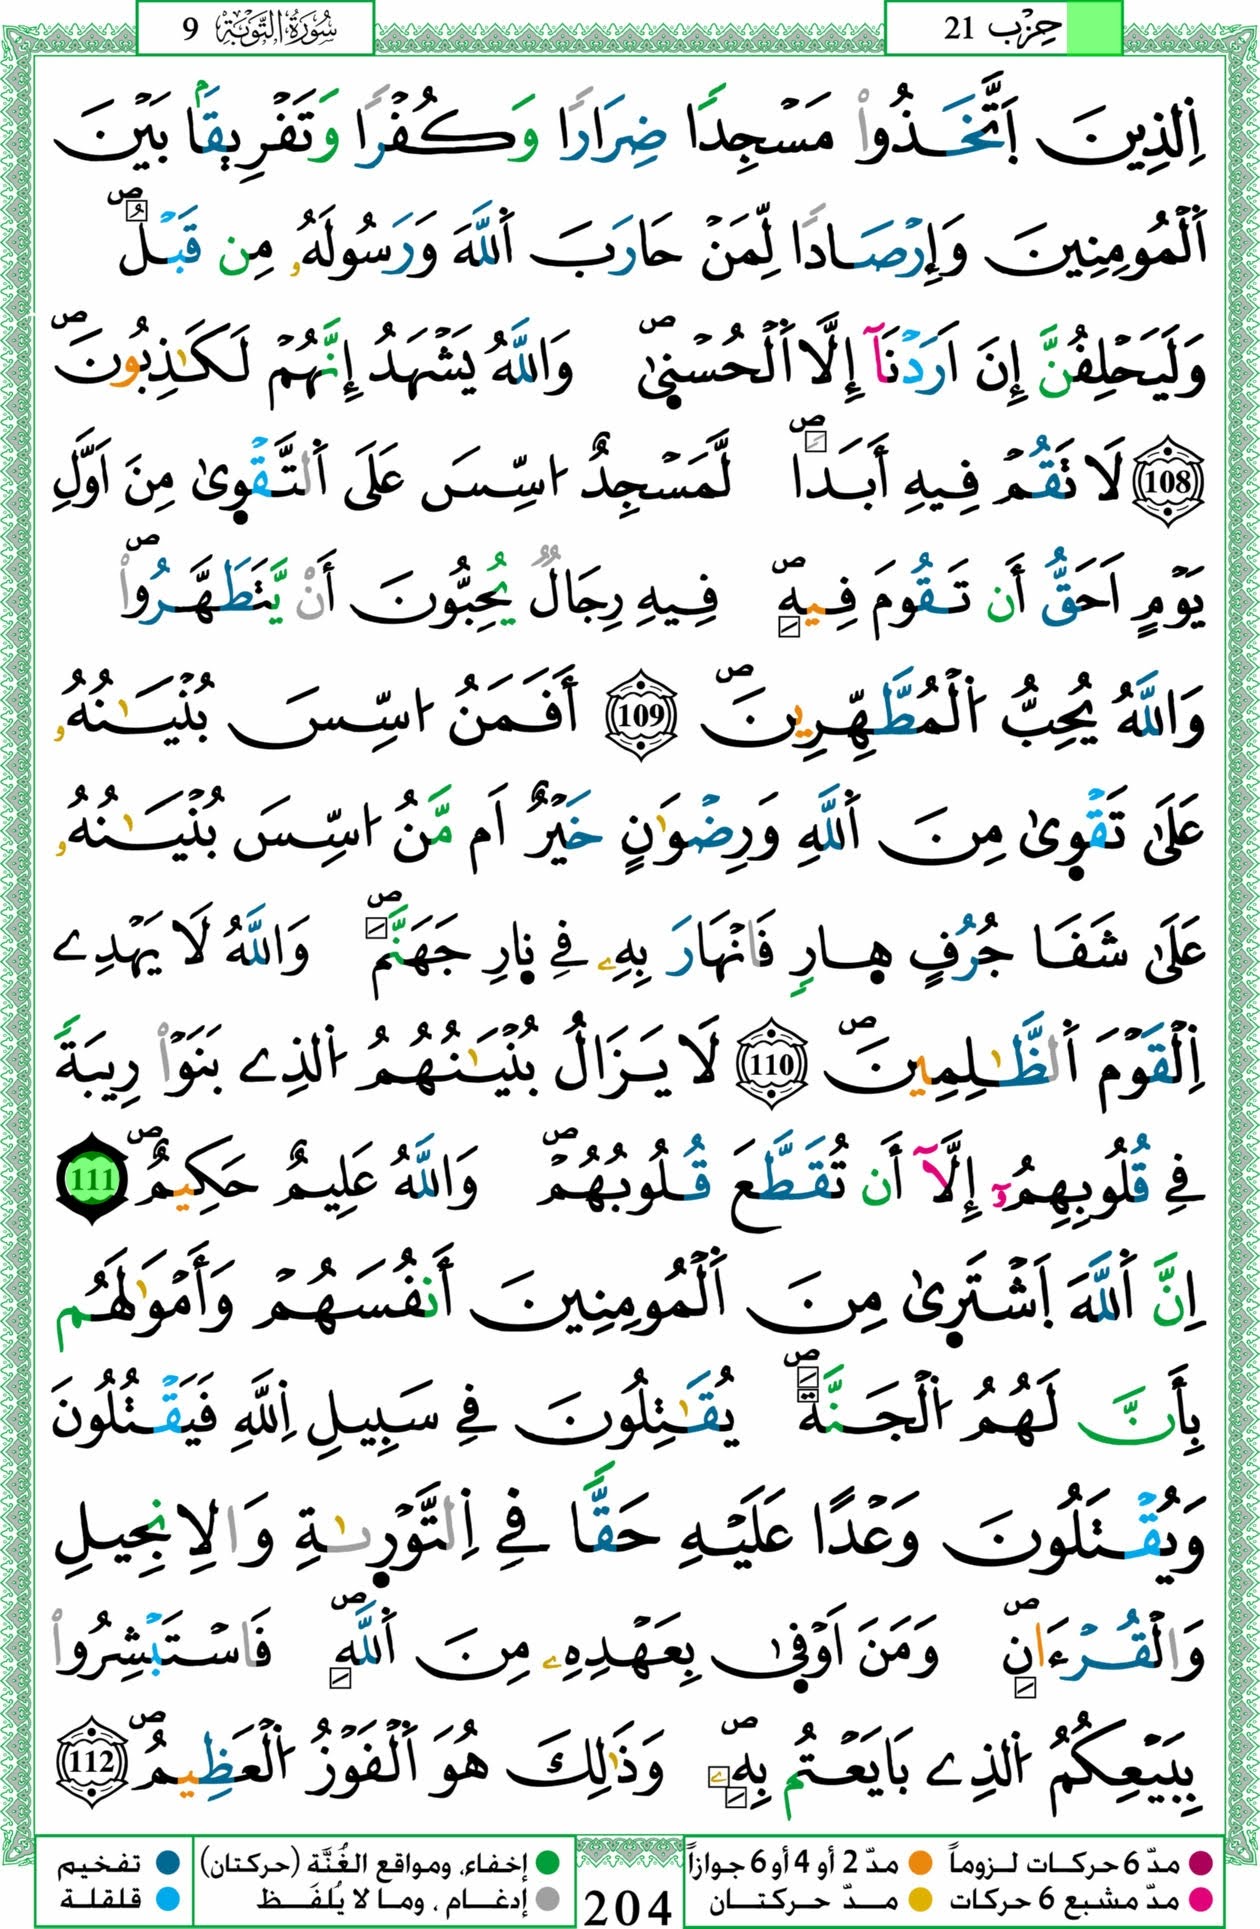 حِزْب 21
سُورَةُ التَّوْبَةِ 9
اِ۬لذِينَ اَ۪تَّخَذُواْ مَسْجِداٗ ضِرَاراٗ وَكُفْراٗ وَتَفْرِيقاَۢ بَيْنَ
اَ۬لْمُومِنِينَ وَإِرْصَاداٗ لِّمَنْ حَارَبَ اَ۬للَّهَ وَرَسُولَهُۥ مِن قَبْلُۖ
وَلَيَحْلِفُنَّ إِنَ اَرَدْنَآ إِلَّا اَ۬لْحُسْنۭيٰۖ وَاللَّهُ يَشْهَدُ إِنَّهُمْ لَكَٰذِبُونَۖ
108 لَا تَقُمْ فِيهِ أَبَداٗۖ لَّمَسْجِدٌ ا۟سِّسَ عَلَى اَ۬لتَّقْو۪يٰ مِنَ اَوَّلِ
يَوْمٍ اَحَقُّ أَن تَقُومَ فِيهِۖ فِيهِ رِجَالٞ يُحِبُّونَ أَنْ يَّتَطَهَّرُواْۖ
وَاللَّهُ يُحِبُّ اُ۬لْمُطَّهِّرِينَۖ 109 أَفَمَنُ ا۟سِّسَ بُنْيَٰنُهُۥ
عَلَىٰ تَقْو۪يٰ مِنَ اَ۬للَّهِ وَرِضْوَٰنٍ خَيْرٌ اَم مَّنُ ا۟سِّسَ بُنْيَٰنُهُۥ
عَلَىٰ شَفَا جُرُفٍ ه۪ارٖ فَانْهَارَ بِهِۦ فِے ن۪ارِ جَهَنَّمَۖ وَاللَّهُ لَا يَهْدِے
اِ۬لْقَوْمَ اَ۬لظَّٰلِمِينَۖ 110 لَا يَزَالُ بُنْيَٰنُهُمُ اُ۬لذِے بَنَوْاْ رِيبَةٗ
فِے قُلُوبِهِمُۥٓ إِلَّآ أَن تُقَطَّعَ قُلُوبُهُمْۖ وَاللَّهُ عَلِيمٌ حَكِيمٌۖ 111
اِنَّ اَ۬للَّهَ اَ۪شْتَر۪يٰ مِنَ اَ۬لْمُومِنِينَ أَنفُسَهُمْ وَأَمْوَٰلَهُم
بِأَنَّ لَهُمُ اُ۬لْجَنَّةَۖ يُقَٰتِلُونَ فِے سَبِيلِ اِ۬للَّهِ فَيَقْتُلُونَ
وَيُقْتَلُونَ وَعْداً عَلَيْهِ حَقّاٗ فِے اِ۬لتَّوْر۪يٰةِ وَالِانجِيلِ
وَالْقُرْءَانِۖ وَمَنَ اَوْف۪يٰ بِعَهْدِهِۦ مِنَ اَ۬للَّهِۖ فَاسْتَبْشِرُواْ
بِبَيْعِكُمُ اُ۬لذِے بَايَعْتُم بِهِۦۖ وَذَٰلِكَ هُوَ اَ۬لْفَوْزُ اُ۬لْعَظِيمُۖ 112
مدّ 6 حركات لـزوماً مدّ 2 أو 4 أو 6 جوازاً إخفاء، ومواقع الغُنَّة (حركتان) تفخيم
مدّ مشبع 6 حركات مدّ حركتان إدغام ، وما لا يُلفَظ قلقلة
204